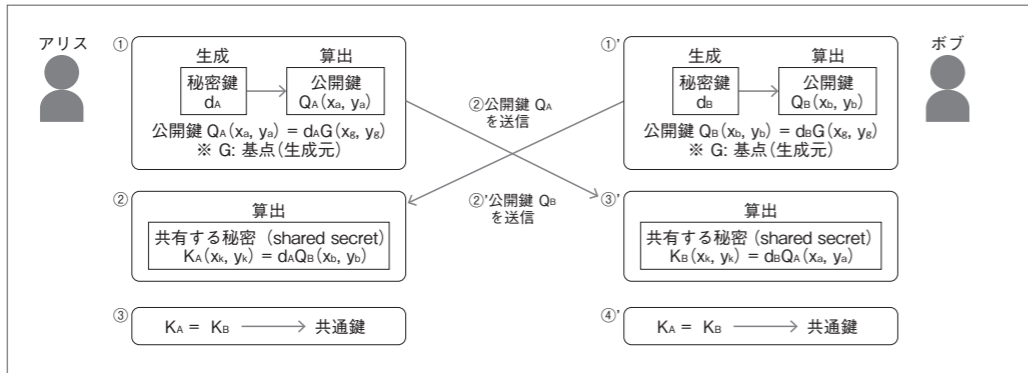 アリス
①
生成
算出
秘密鍵
dA
公開鍵
QA(xa, ya)
公開鍵 QA(xa, ya) = dAG(xg, yg)
※ G: 基点(生成元)
②公開鍵 QA
を送信
ボブ
①'
生成
算出
秘密鍵
dB
公開鍵
QB(xb, yb)
公開鍵 QB(xb, yb) = dBG(xg, yg)
※ G: 基点(生成元)
②
算出
共有する秘密 (shared secret)
KA(xk, yk) = dAQB(xb, yb)
②'公開鍵 QB
を送信
③'
算出
共有する秘密 (shared secret)
KB(xk, yk) = dBQA(xa, ya)
③
KA = KB
共通鍵
④'
KA = KB
共通鍵